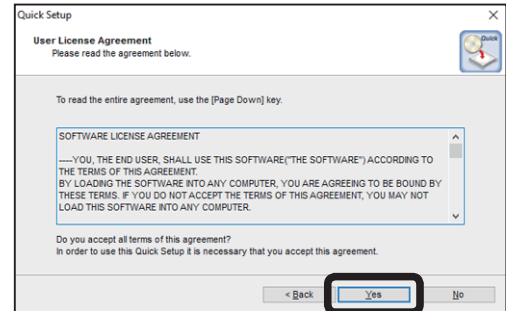 Quick Setup
User License Agreement
Please read the agreement below.
Quick
To read the entire agreement, use the [Page Down] key.
SOFTWARE LICENSE AGREEMENT
----YOU, THE END USER, SHALL USE THIS SOFTWARE("THE SOFTWARE") ACCORDING TO
THE TERMS OF THIS AGREEMENT.
BY LOADING THE SOFTWARE INTO ANY COMPUTER, YOU ARE AGREEING TO BE BOUND BY
THESE TERMS. IF YOU DO NOT ACCEPT THE TERMS OF THIS AGREEMENT, YOU MAY NOT
LOAD THIS SOFTWARE INTO ANY COMPUTER.
Do you accept all terms of this agreement?
In order to use this Quick Setup it is necessary that you accept this agreement.
< Back
Yes
No